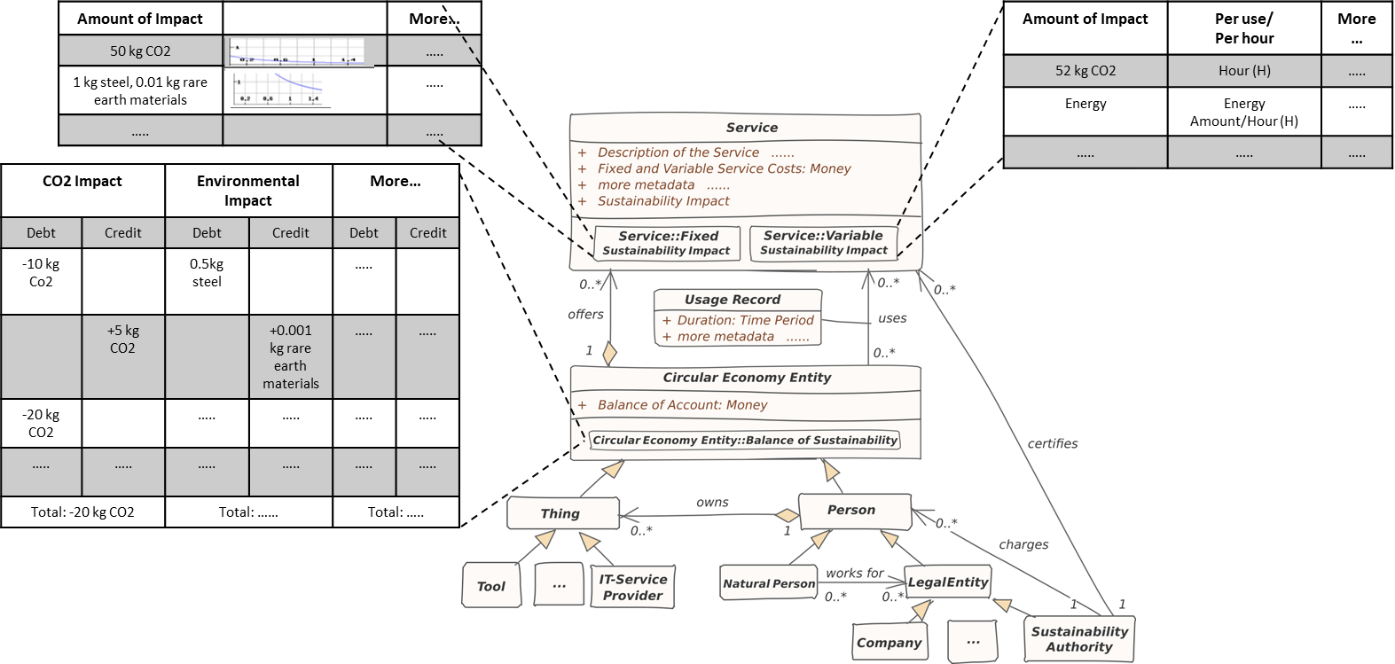 Amount of Impact
More...
50 kg CO2
.....
1 kg steel, 0.01 kg rare
earth materials
.....
.....
.....
Amount of Impact
Per use/
Per hour
More
...
52 kg CO2
Hour (H)
.....
Energy
Energy
Amount/Hour (H)
.....
.....
.....
.....
CO2 Impact
Environmental
Impact
More...
Debt
Credit
Debt
Credit
Debt
Credit
-10 kg
Co2
0.5kg
steel
.....
+5 kg
CO2
+0.001
kg rare
earth
materials
.....
.....
-20 kg
CO2
.....
.....
.....
.....
.....
.....
.....
.....
.....
.....
Total: -20 kg CO2
Total: ......
Total: .....
Service
+ Description of the Service ......
+ Fixed and Variable Service Costs: Money
+ more metadata ......
+ Sustainability Impact
Service::Fixed
Sustainability Impact
Service::Variable
Sustainability Impact
0..*
0..*
0..*
offers
Usage Record
+ Duration: Time Period
+ more metadata ......
uses
1
0..*
Circular Economy Entity
+ Balance of Account: Money
Circular Economy Entity::Balance of Sustainability
certifies
Thing
owns
0..*
1
Person
0..*
charges
Tool
...
IT-Service
Provider
Natural Person
works for
0..*
0..*
LegalEntity
1
1
Company
...
Sustainability
Authority